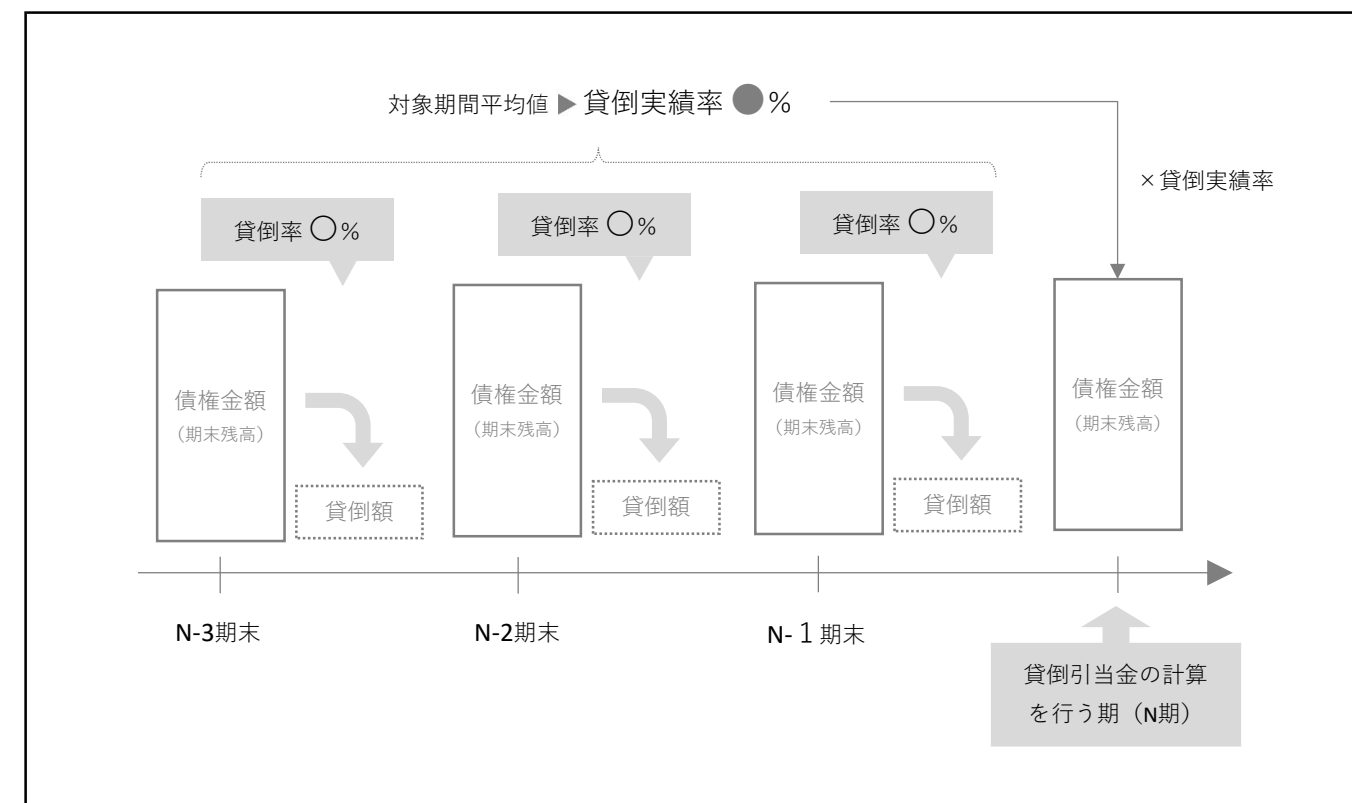 対象期間平均値 ▶ 貸倒実績率 ●%
×貸倒実績率
貸倒率 〇%
貸倒率 〇%
貸倒率 〇%
債権金額
(期末残高)
貸倒額
債権金額
(期末残高)
貸倒額
債権金額
(期末残高)
貸倒額
債権金額
(期末残高)
N-3期末
N-2期末
N-１期末
貸倒引当金の計算
を行う期（N期）